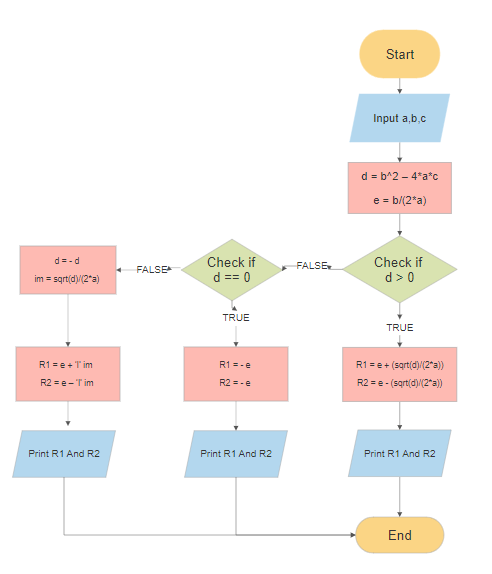 Start
Input a,b,c
d = b^2 – 4*a*c
e = b/(2*a)
Check if
d > 0
FALSE
Check if
d == 0
FALSE
d = - d
im = sqrt(d)/(2*a)
TRUE
TRUE
R1 = e + 'I' im
R2 = e – 'I' im
R1 = - e
R2 = - e
R1 = e + (sqrt(d)/(2*a))
R2 = e - (sqrt(d)/(2*a))
Print R1 And R2
Print R1 And R2
Print R1 And R2
End